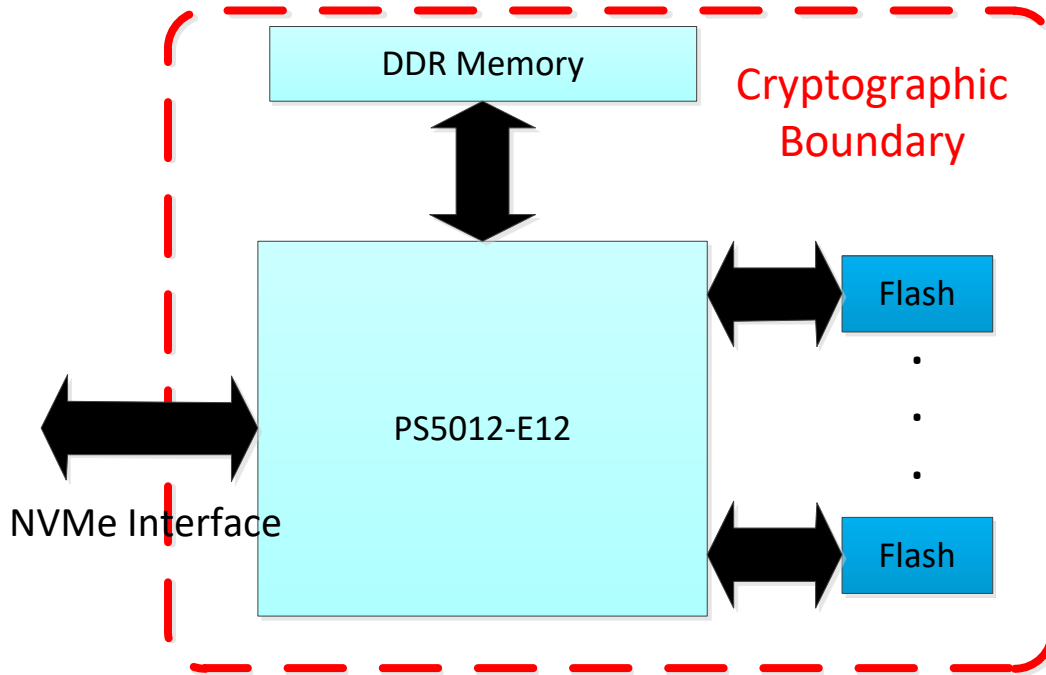 DDR Memory
Cryptographic
Boundary
Flash
PS5012-E12
NVMe Interface
Flash